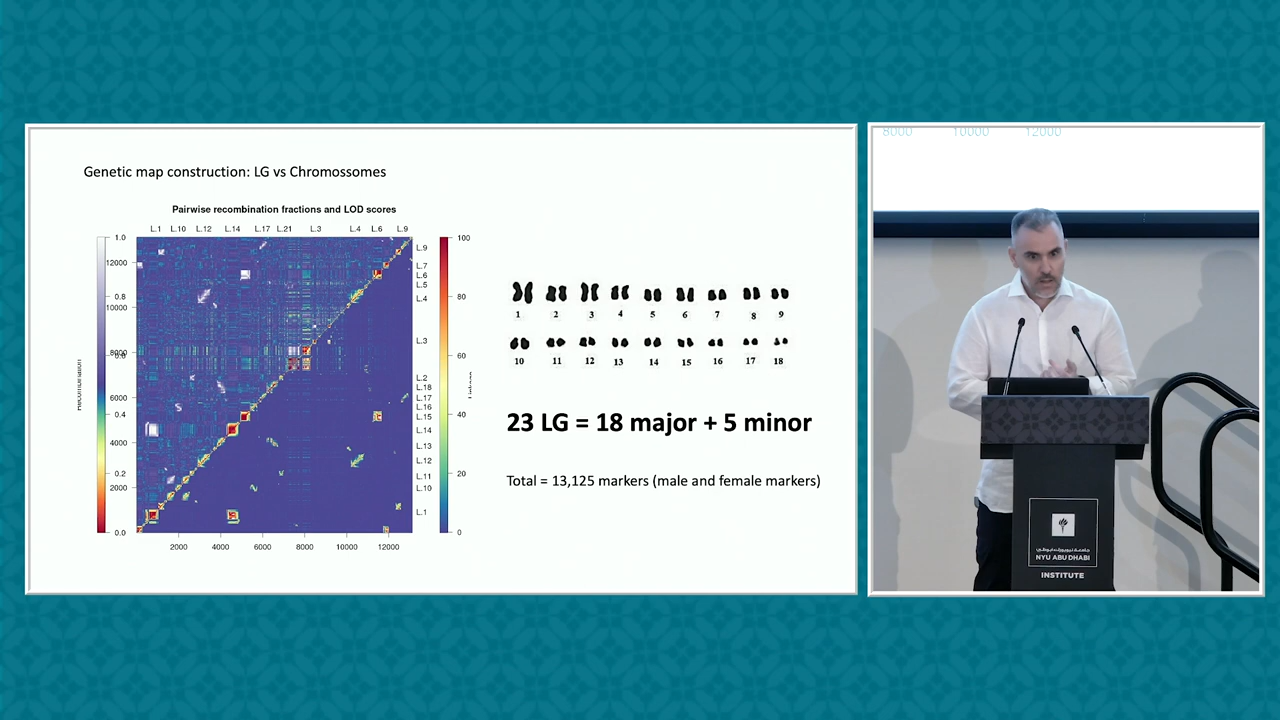 Genetic map construction: LG vs Chromossomes
Pairwise recombination fractions and LOD scores
L.1 L.10 L.12 L.14 L.17 L.21 L.3 L.4 L.6 L.9
1.0
0.8
0.4
0.2
0.0
12000
10000
8000
6000
4000
2000
L.9
L.7
L.6
L.5
L.4
L.3
L.2
L.18
L.17
L.16
L.15
L.14
L.13
L.12
L.11
L.10
L.1
100
80
60
40
20
0
2000 4000 6000 8000 10000 12000
1 2 3 4 5 6 7 8 9
10 11 12 13 14 15 16 17 18
23 LG = 18 major + 5 minor
Total = 13,125 markers (male and female markers)
8000 10000 12000
جامعة نيويورك أبوظبي
NYU ABU DHABI
INSTITUTE